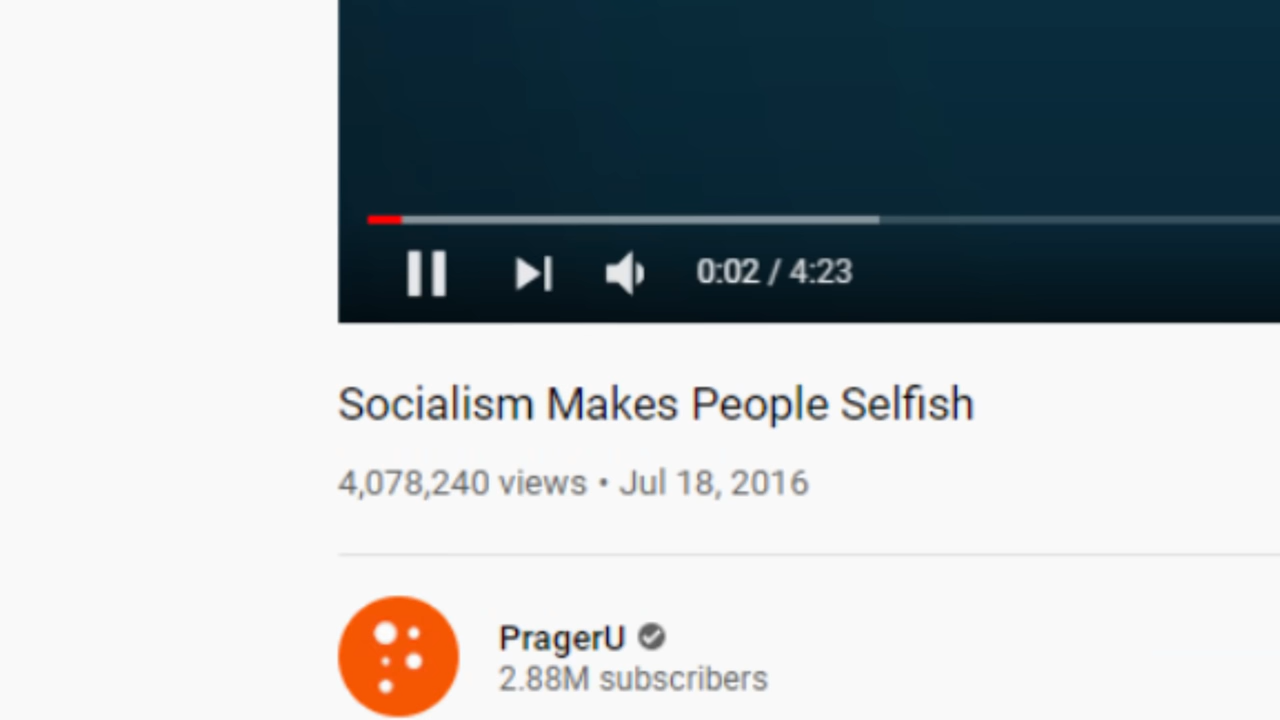 0:02 / 4:23
Socialism Makes People Selfish
4,078,240 views • Jul 18, 2016
PragerU
2.88M subscribers